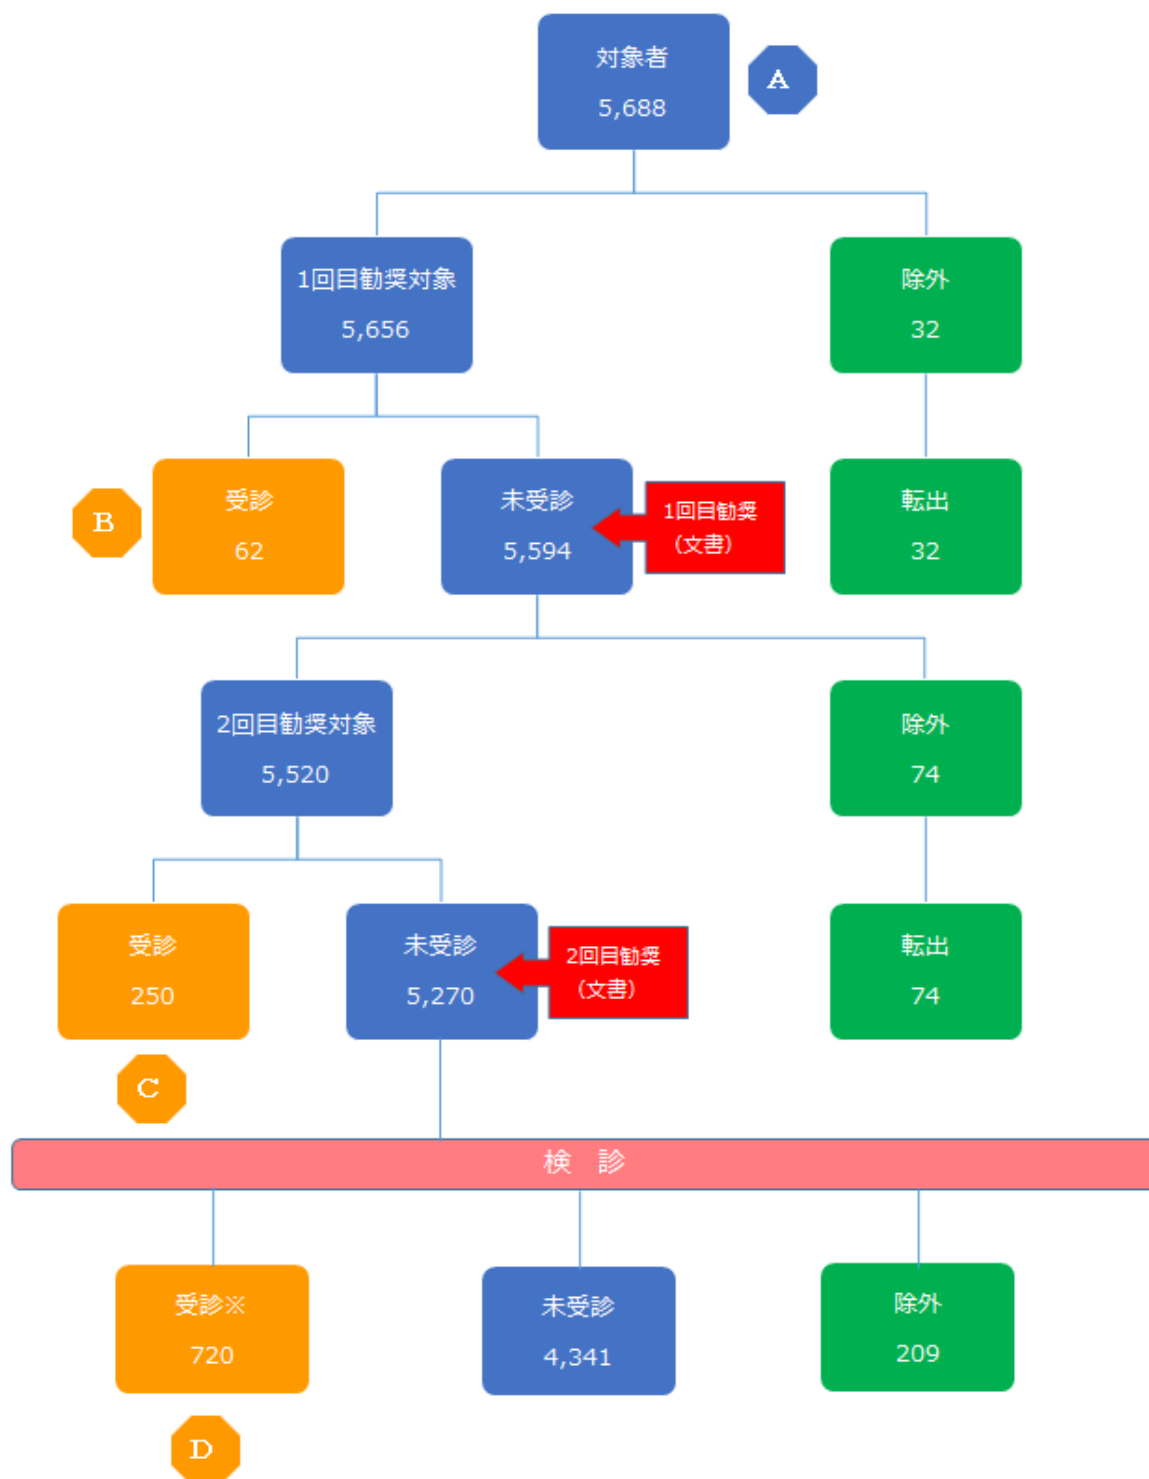 対象者
5,688
A
1回目勧奨対象
5,656
除外
32
B
受診
62
未受診
5,594
1回目勧奨
（文書）
転出
32
2回目勧奨対象
5,520
除外
74
受診
250
未受診
5,270
2回目勧奨
（文書）
転出
74
C
検 診
受診※
720
未受診
4,341
除外
209
D